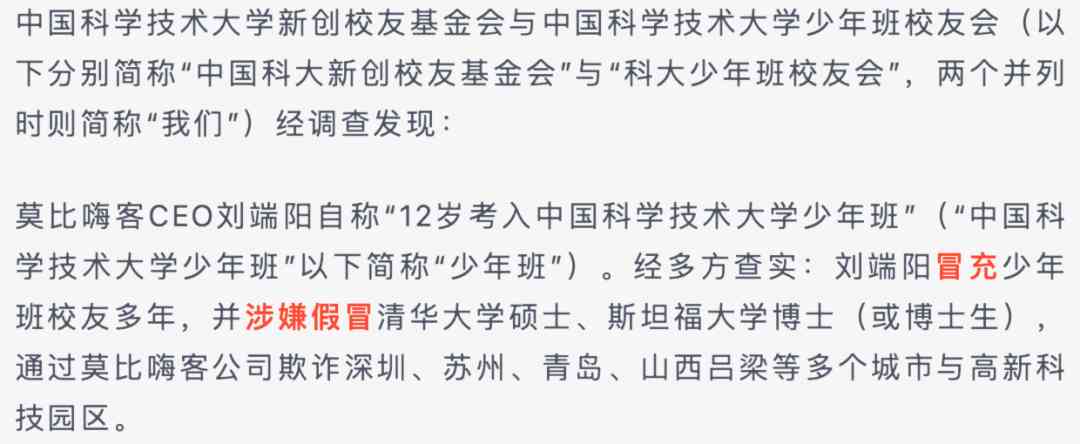 中国科学技术大学新创校友基金会与中国科学技术大学少年班校友会（以
下分别简称“中国科大新创校友基金会”与“科大少年班校友会”，两个并列
时则简称“我们”）经调查发现：
莫比嗨客CEO刘端阳自称“12岁考入中国科学技术大学少年班”（“中国科
学技术大学少年班”以下简称“少年班”）。经多方查实：刘端阳冒充少年
班校友多年，并涉嫌假冒清华大学硕士、斯坦福大学博士（或博士生），
通过莫比嗨客公司欺诈深圳、苏州、青岛、山西吕梁等多个城市与高新科
技园区。